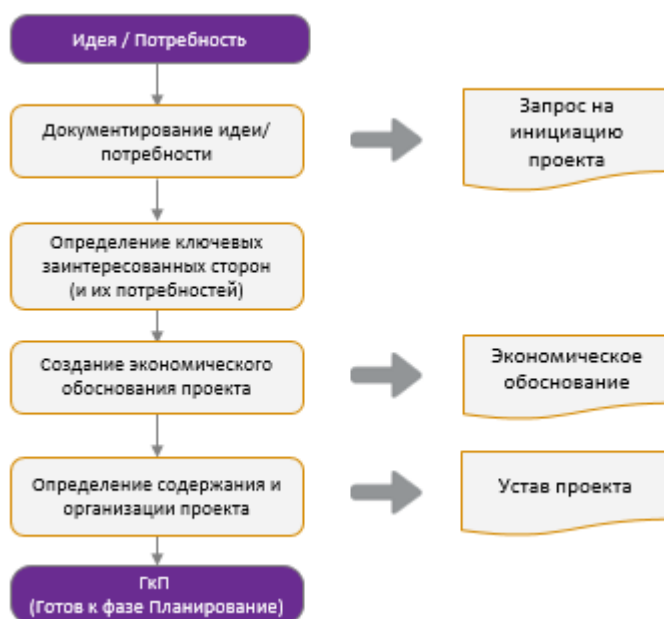 Идея / Потребность
Документирование идеи/
потребности
Запрос на
инициацию
проекта
Определение ключевых
заинтересованных сторон
(и их потребностей)
Создание экономического
обоснования проекта
Экономическое
обоснование
Определение содержания и
организации проекта
Устав проекта
ГкП
(Готов к фазе Планирование)